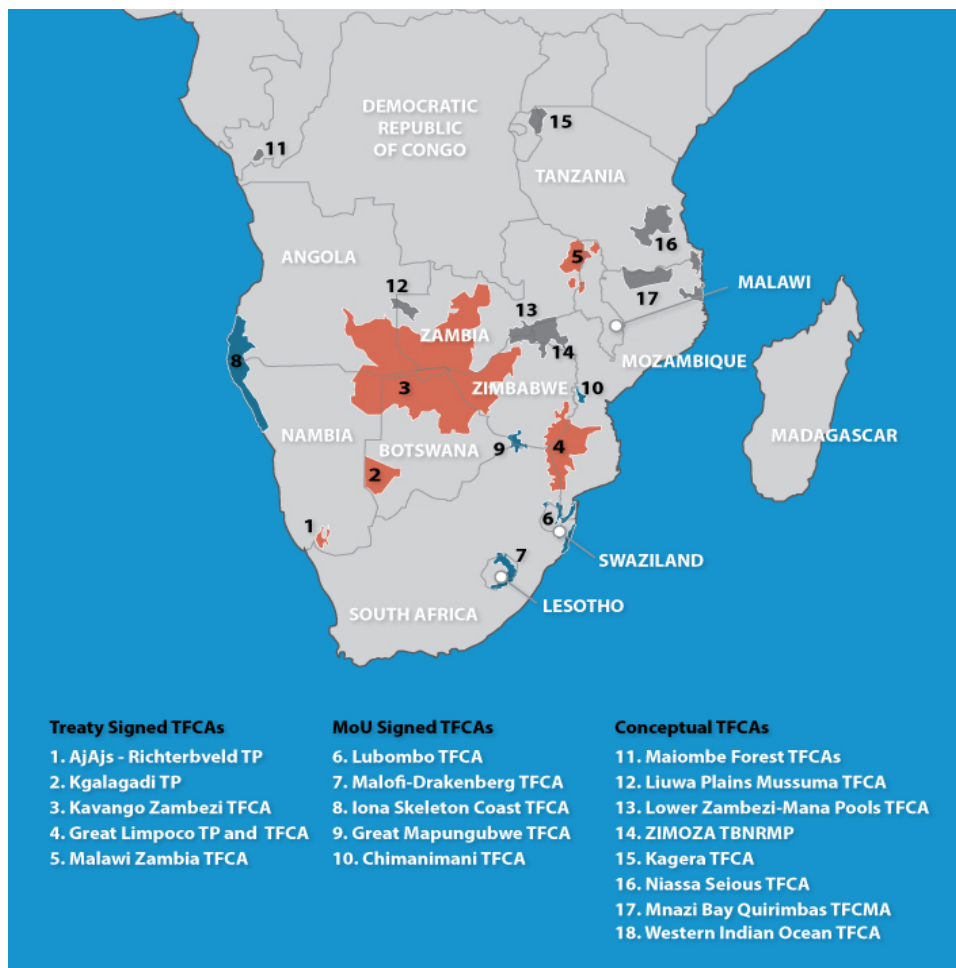 11
DEMOCRATIC
REPUBLIC
OF CONGO
15
TANZANIA
16
ANGOLA
5
12
17
MALAWI
13
ZAMBIA
14
8
MOZAMBIQUE
3
ZIMBABWE
10
NAMBIA
BOTSWANA
9
4
MADAGASCAR
2
1
6
7
SWAZILAND
SOUTH AFRICA
LESOTHO
Treaty Signed TFCAs
1. AjAjs - Richterbveld TP
2. Kgalagadi TP
3. Kavango Zambezi TFCA
4. Great Limpoco TP and TFCA
5. Malawi Zambia TFCA
MoU Signed TFCAs
6. Lubombo TFCA
7. Malofi-Drakenberg TFCA
8. Iona Skeleton Coast TFCA
9. Great Mapungubwe TFCA
10. Chimanimani TFCA
Conceptual TFCAs
11. Maiombe Forest TFCAs
12. Liuwa Plains Mussuma TFCA
13. Lower Zambezi-Mana Pools TFCA
14. ZIMOZA TBNRMP
15. Kagera TFCA
16. Niassa Seious TFCA
17. Mnazi Bay Quirimbas TFCMA
18. Western Indian Ocean TFCA